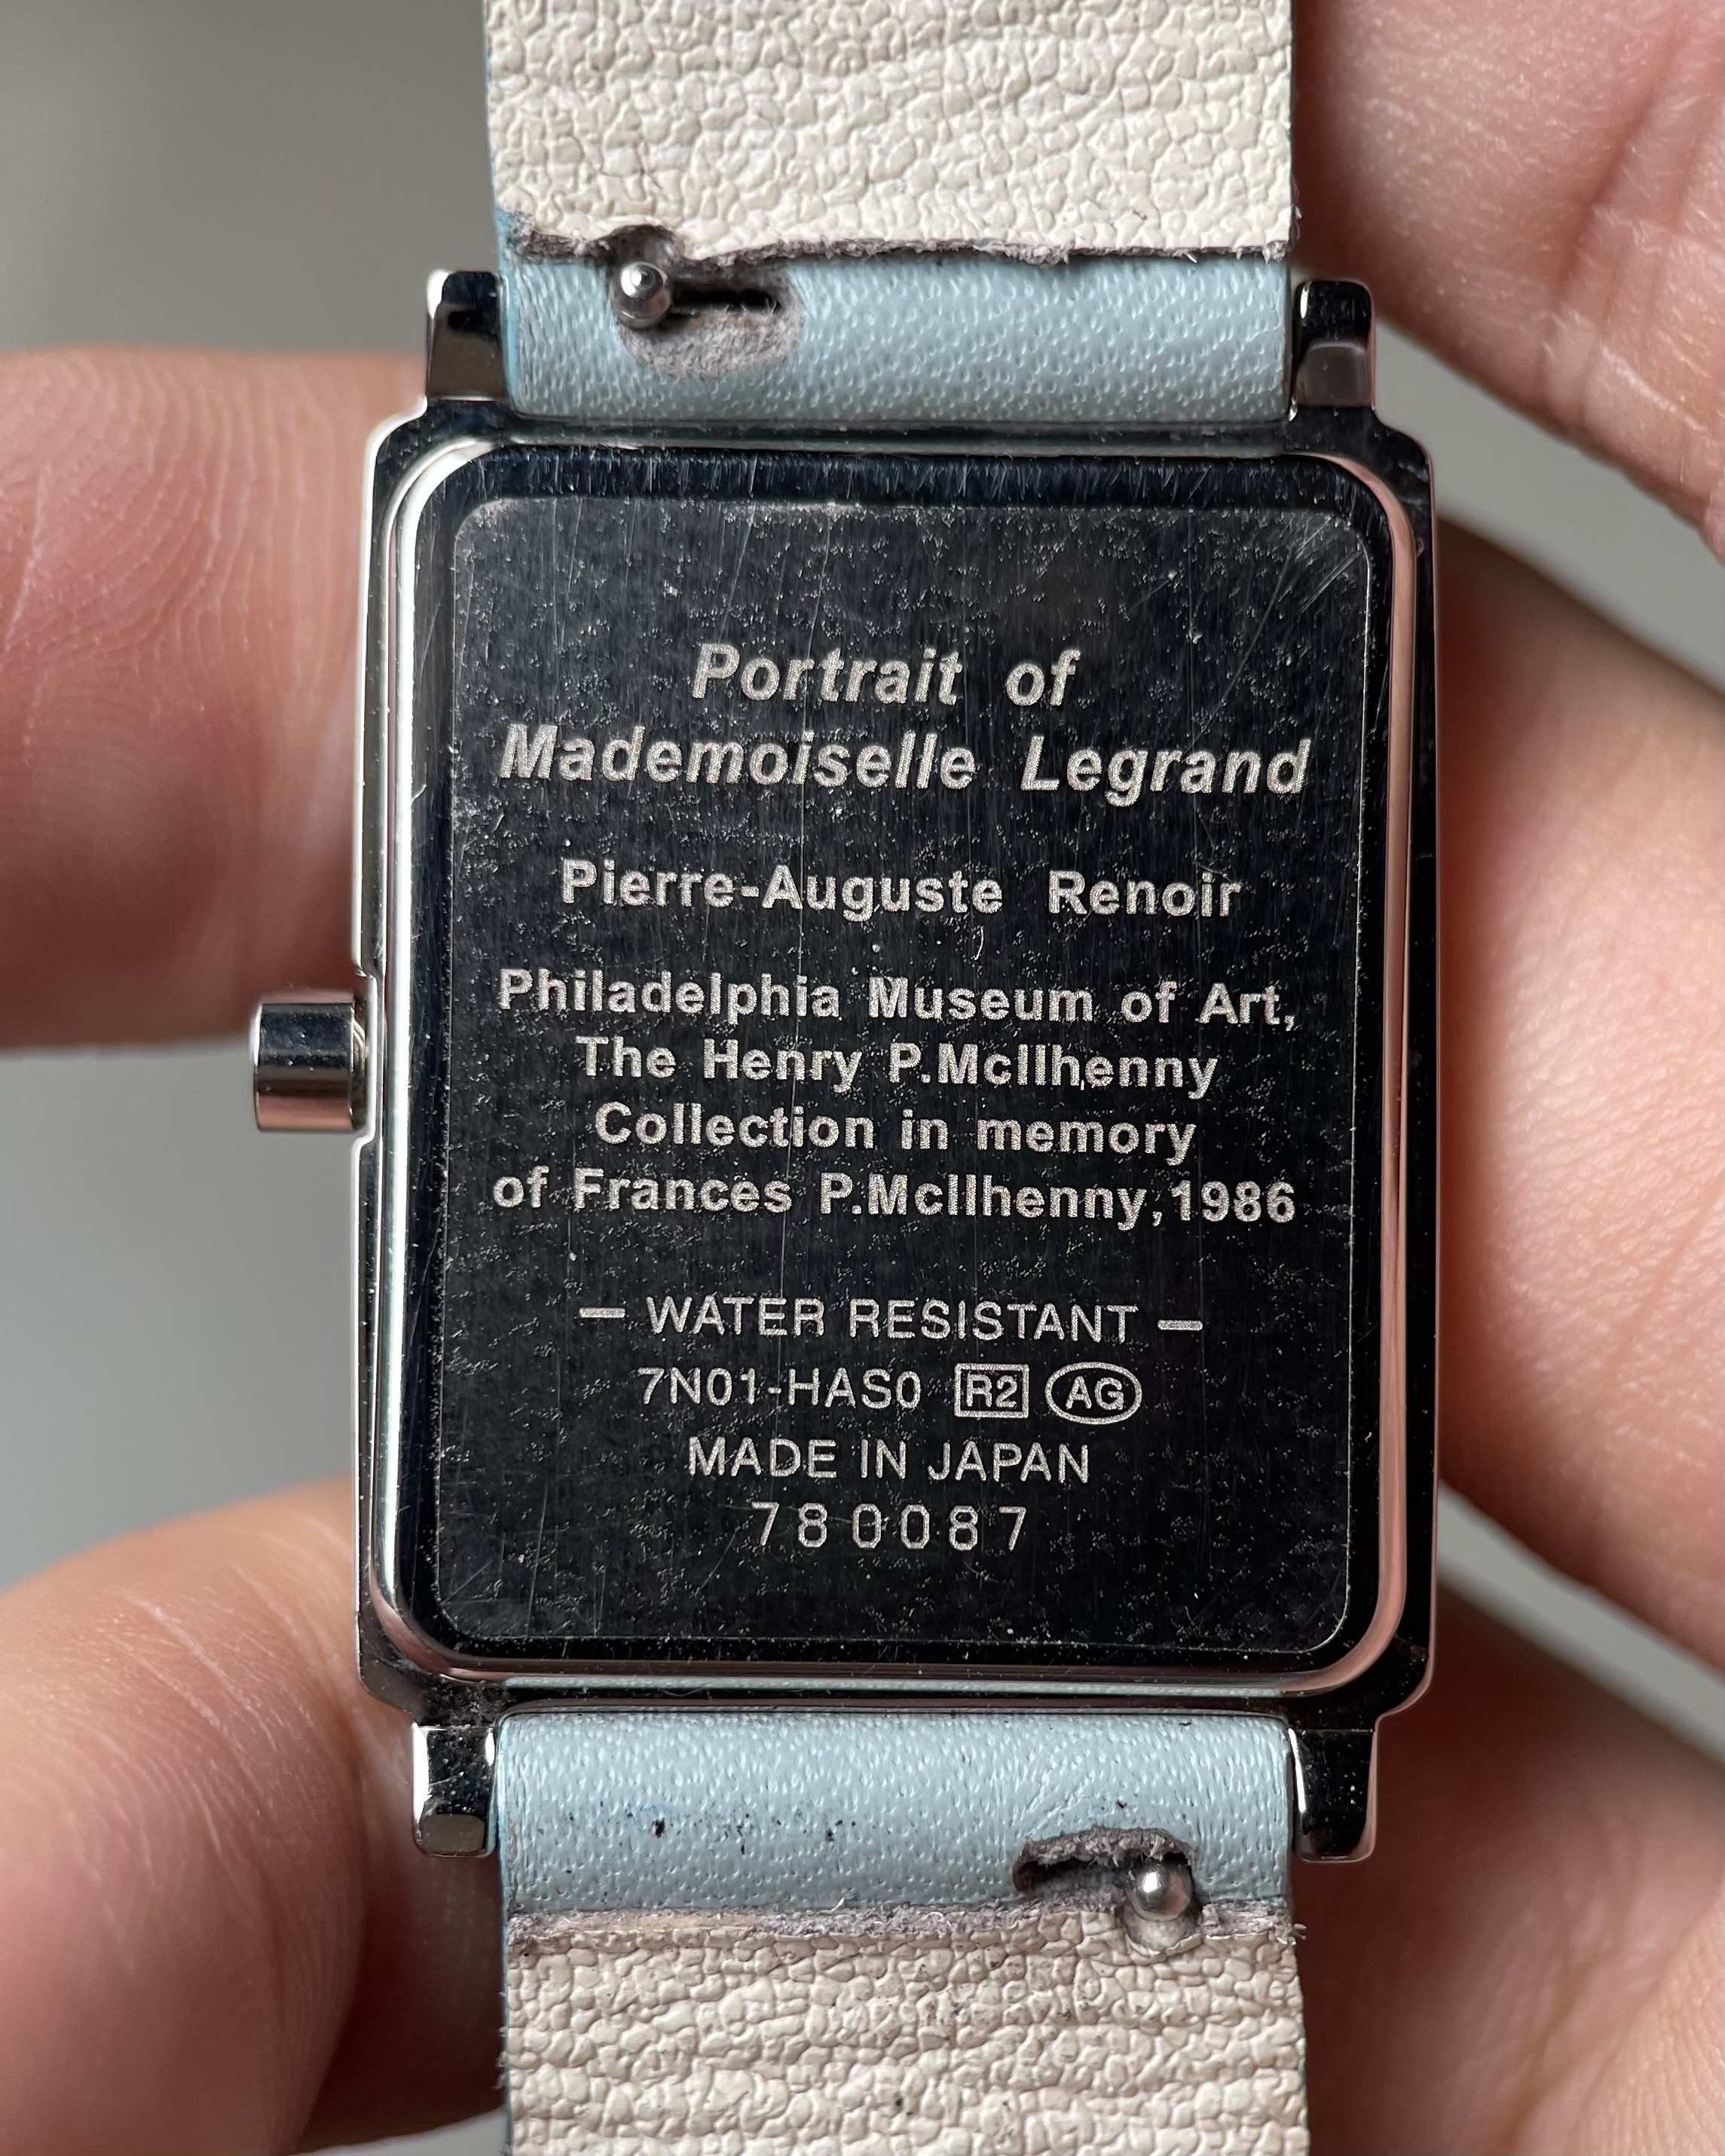 Portrait of
Mademoiselle Legrand
Pierre-Auguste Renoir
Philadelphia Museum of Art,
The Henry P.McIlhenny
Collection in memory
of Frances P.McIlhenny,1986
— WATER RESISTANT —
7N01-HAS0 R2 AG
MADE IN JAPAN
780087